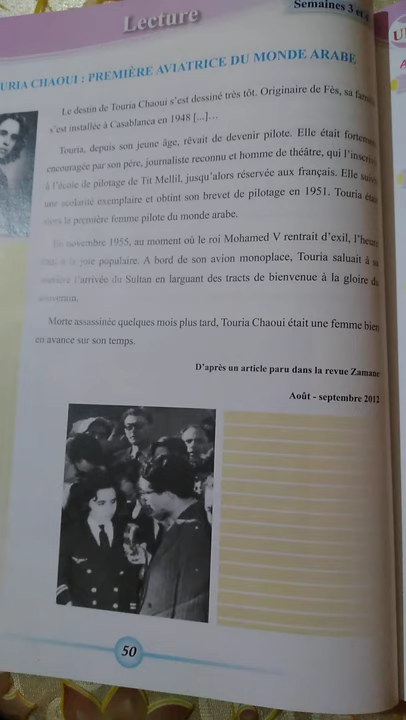 Lecture
Semaines 3 et
OURIA CHAOUI : PREMIÈRE AVIATRICE DU MONDE ARABE
Le destin de Touria Chaoui s'est dessiné très tôt. Originaire de Fès, sa
s'est installée à Casablanca en 1948 [...]...
Touria, depuis son jeune âge, rêvait de devenir pilote. Elle était
encouragée par son père, journaliste reconnu et homme de théâtre, qui
à l'école de pilotage de Tit Mellil, jusqu'alors réservée aux français. Elle
une scolarité exemplaire et obtint son brevet de pilotage en 1951. Touria
alors la première femme pilote du monde arabe.
En novembre 1955, au moment où le roi Mohamed V rentrait d'exil, l'heure
à la joie populaire. A bord de son avion monoplace, Touria saluait à sa
manière l'arrivée du Sultan en larguant des tracts de bienvenue à la gloire du
souverain.
Morte assassinée quelques mois plus tard, Touria Chaoui était une femme bien
en avance sur son temps.
D'après un article paru dans la revue Zamane
Août - septembre 2012
50